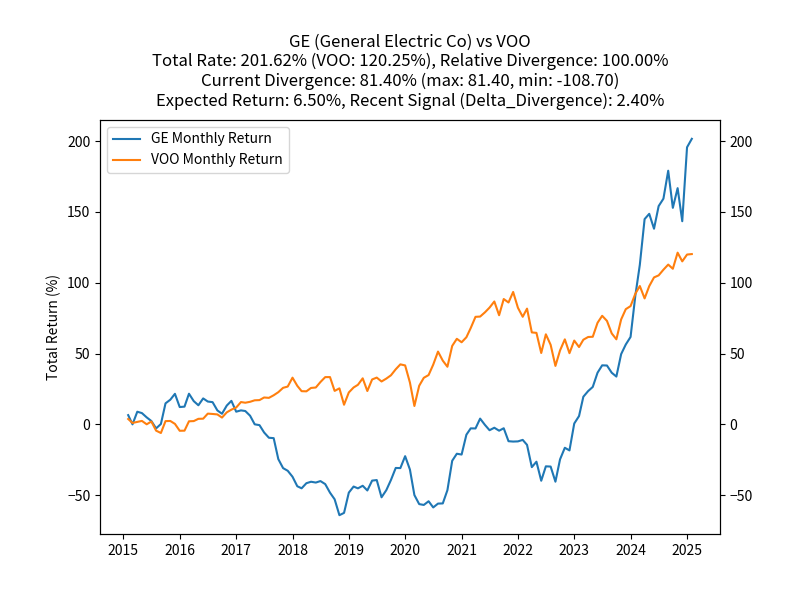 GE (General Electric Co) vs VOO
Total Rate: 201.62% (VOO: 120.25%), Relative Divergence: 100.00%
Current Divergence: 81.40% (max: 81.40, min: -108.70)
Expected Return: 6.50%, Recent Signal (Delta_Divergence): 2.40%
GE Monthly Return
VOO Monthly Return
Total Return (%)
200
150
100
50
0
−50
200
150
100
50
0
−50
2015 2016 2017 2018 2019 2020 2021 2022 2023 2024 2025